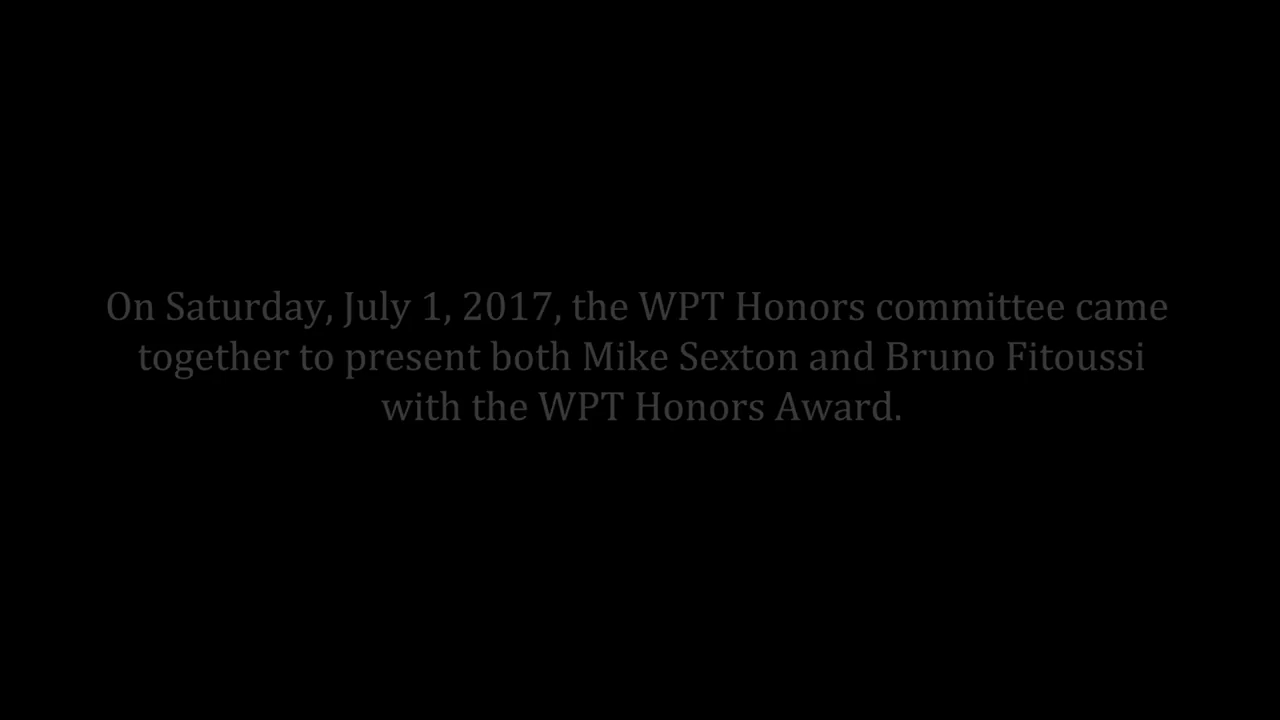 On Saturday, July 1, 2017, the WPT Honors committee came
together to present both Mike Sexton and Bruno Fitoussi
with the WPT Honors Award.